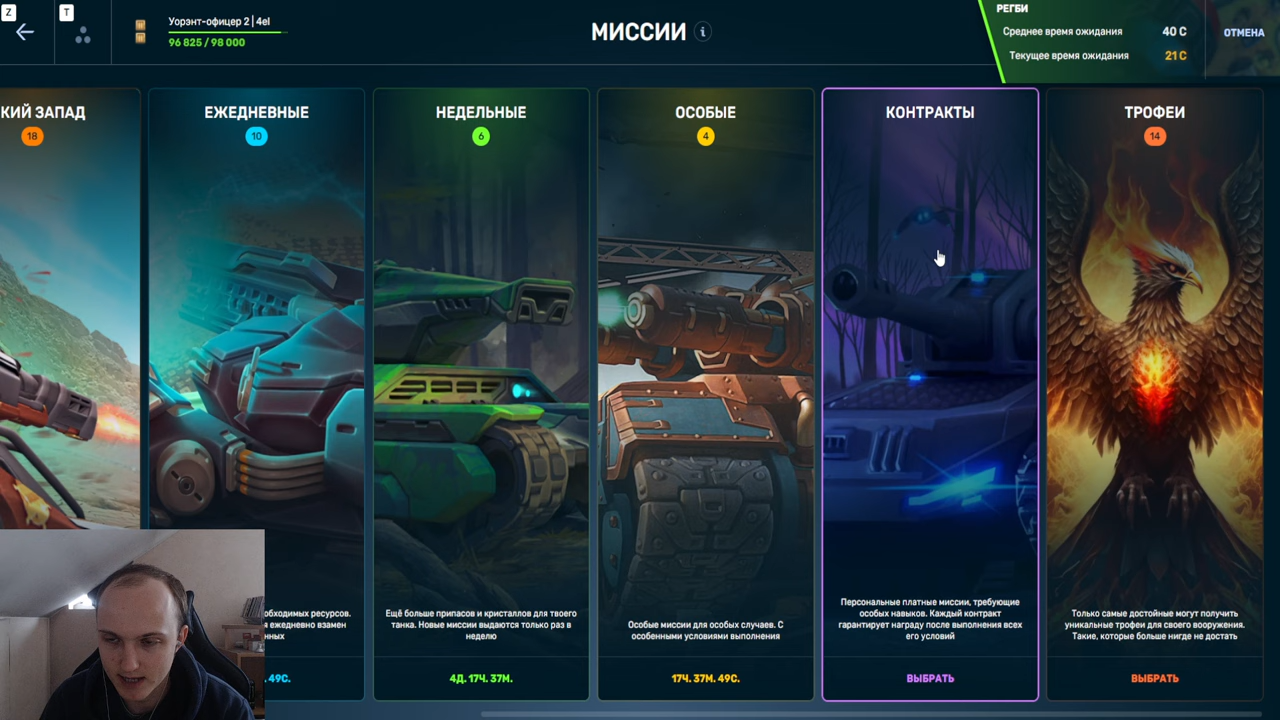 Z
T
Уорэнт-офицер 2 | 4el
96 825 / 98 000
МИССИИ
i
РЕГБИ
Среднее время ожидания 40 С
Текущее время ожидания 21 С
ОТМЕНА
КИЙ ЗАПАД
18
ЕЖЕДНЕВНЫЕ
10
НЕДЕЛЬНЫЕ
6
ОСОБЫЕ
4
КОНТРАКТЫ
ТРОФЕИ
14
обходимых ресурсов.
я ежедневно взамен
нных
. 49С.
Ещё больше припасов и кристаллов для твоего
танка. Новые миссии выдаются только раз в
неделю
4Д. 17Ч. 37М.
Особые миссии для особых случаев. С
особенными условиями выполнения
17Ч. 37М. 49С.
Персональные платные миссии, требующие
особых навыков. Каждый контракт
гарантирует награду после выполнения всех
его условий
ВЫБРАТЬ
Только самые достойные могут получить
уникальные трофеи для своего вооружения.
Такие, которые больше нигде не достать
ВЫБРАТЬ